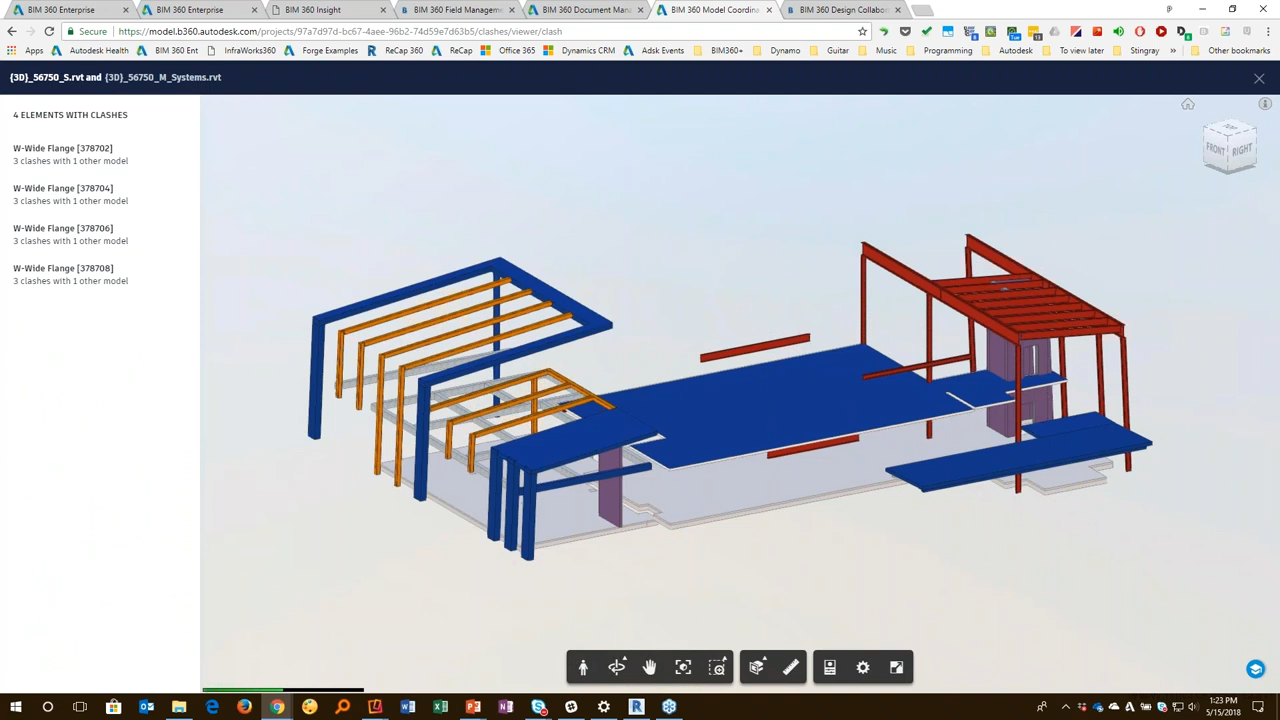 BIM 360 Enterprise
BIM 360 Enterprise
BIM 360 Insight
BIM 360 Field Manageme
BIM 360 Document Man
BIM 360 Model Coordina
BIM 360 Design Collabor
Secure https://model.b360.autodesk.com/projects/97a7d97d-bc67-4aee-96b2-74d59e7d63b5/clashes/viewer/clash
Apps Autodesk Health BIM 360 Ent InfraWorks360 Forge Samples ReCap 360 ReCap Office 365 Dynamics CRM Adsk Events BIM360+ Dynamo Guitar Music Programming Autodesk To view later Stingray Other bookmarks
{3D}_56750_S.rvt and {3D}_56750_M_Systems.rvt
4 ELEMENTS WITH CLASHES
W-Wide Flange [378702]
3 clashes with 1 other model
W-Wide Flange [378704]
3 clashes with 1 other model
W-Wide Flange [378706]
3 clashes with 1 other model
W-Wide Flange [378708]
3 clashes with 1 other model
TOP
FRONT RIGHT
1:23 PM
5/15/2018